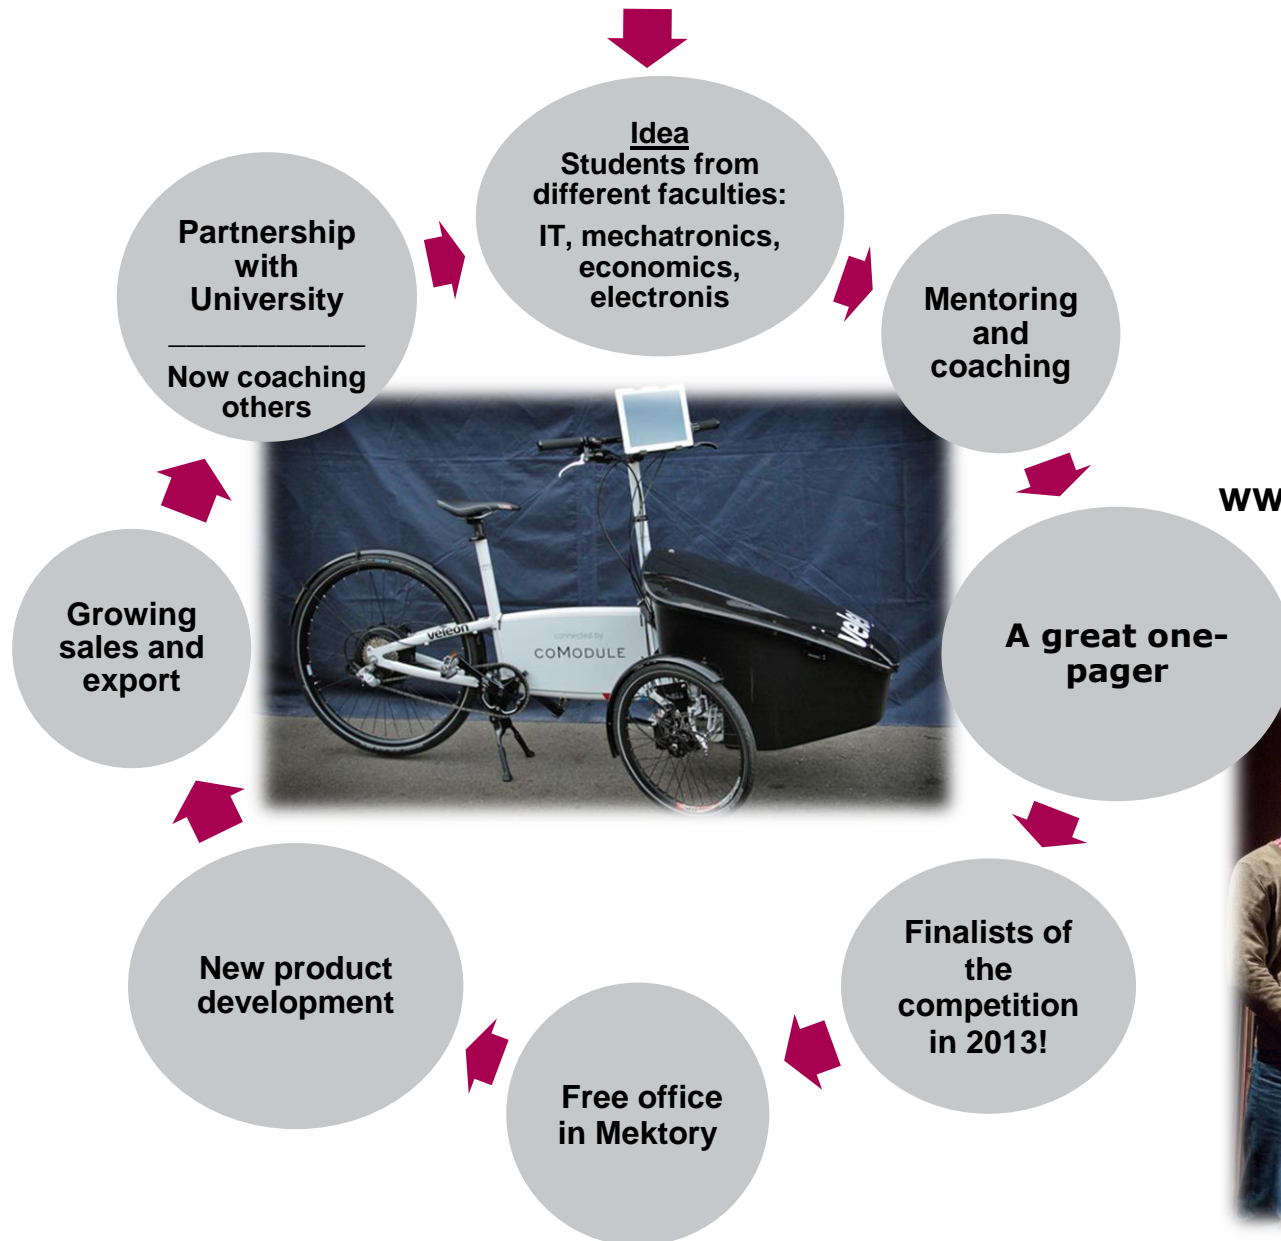 Idea
Students from
different faculties:
IT, mechatronics,
economics,
electronis
Mentoring
and
coaching
A great one-
pager
Finalists of
the
competition
in 2013!
Free office
in Mektory
New product
development
Growing
sales and
export
Partnership
with
University
Now coaching
others
veleon
connected by
COMODULE